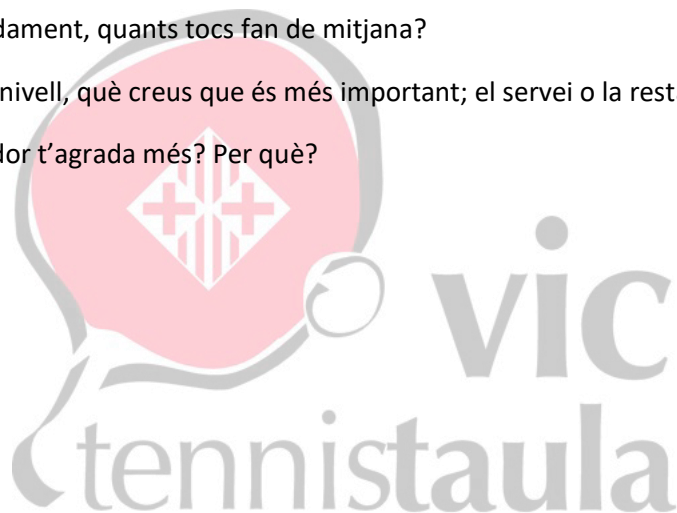 dament, quants tocs fan de mitjana?
nivell, què creus que és més important; el servei o la rest
dor t’agrada més? Per què?
vic
tennistaula